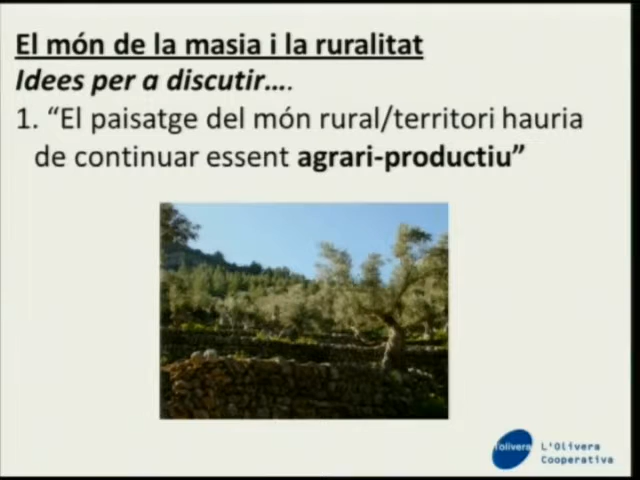 El món de la masia i la ruralitat
Idees per a discutir….
1. “El paisatge del món rural/territori hauria
de continuar essent agrari-productiu”
l'olivera
L'Olivera
Cooperativa